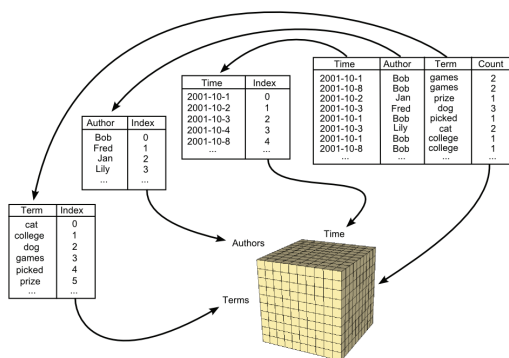 Time Author Term Count
2001-10-1 Bob games 2
2001-10-8 Bob games 2
2001-10-2 Jan prize 1
2001-10-3 Fred dog 3
2001-10-1 Bob picked 1
2001-10-3 Lily cat 2
2001-10-1 Bob college 1
2001-10-8 Bob college 1
... ... ... ...
Time Index
2001-10-1 0
2001-10-2 1
2001-10-3 2
2001-10-4 3
2001-10-8 4
... ...
Author Index
Bob 0
Fred 1
Jan 2
Lily 3
... ...
Term Index
cat 0
college 1
dog 2
games 3
picked 4
prize 5
... ...
Time
Authors
Terms